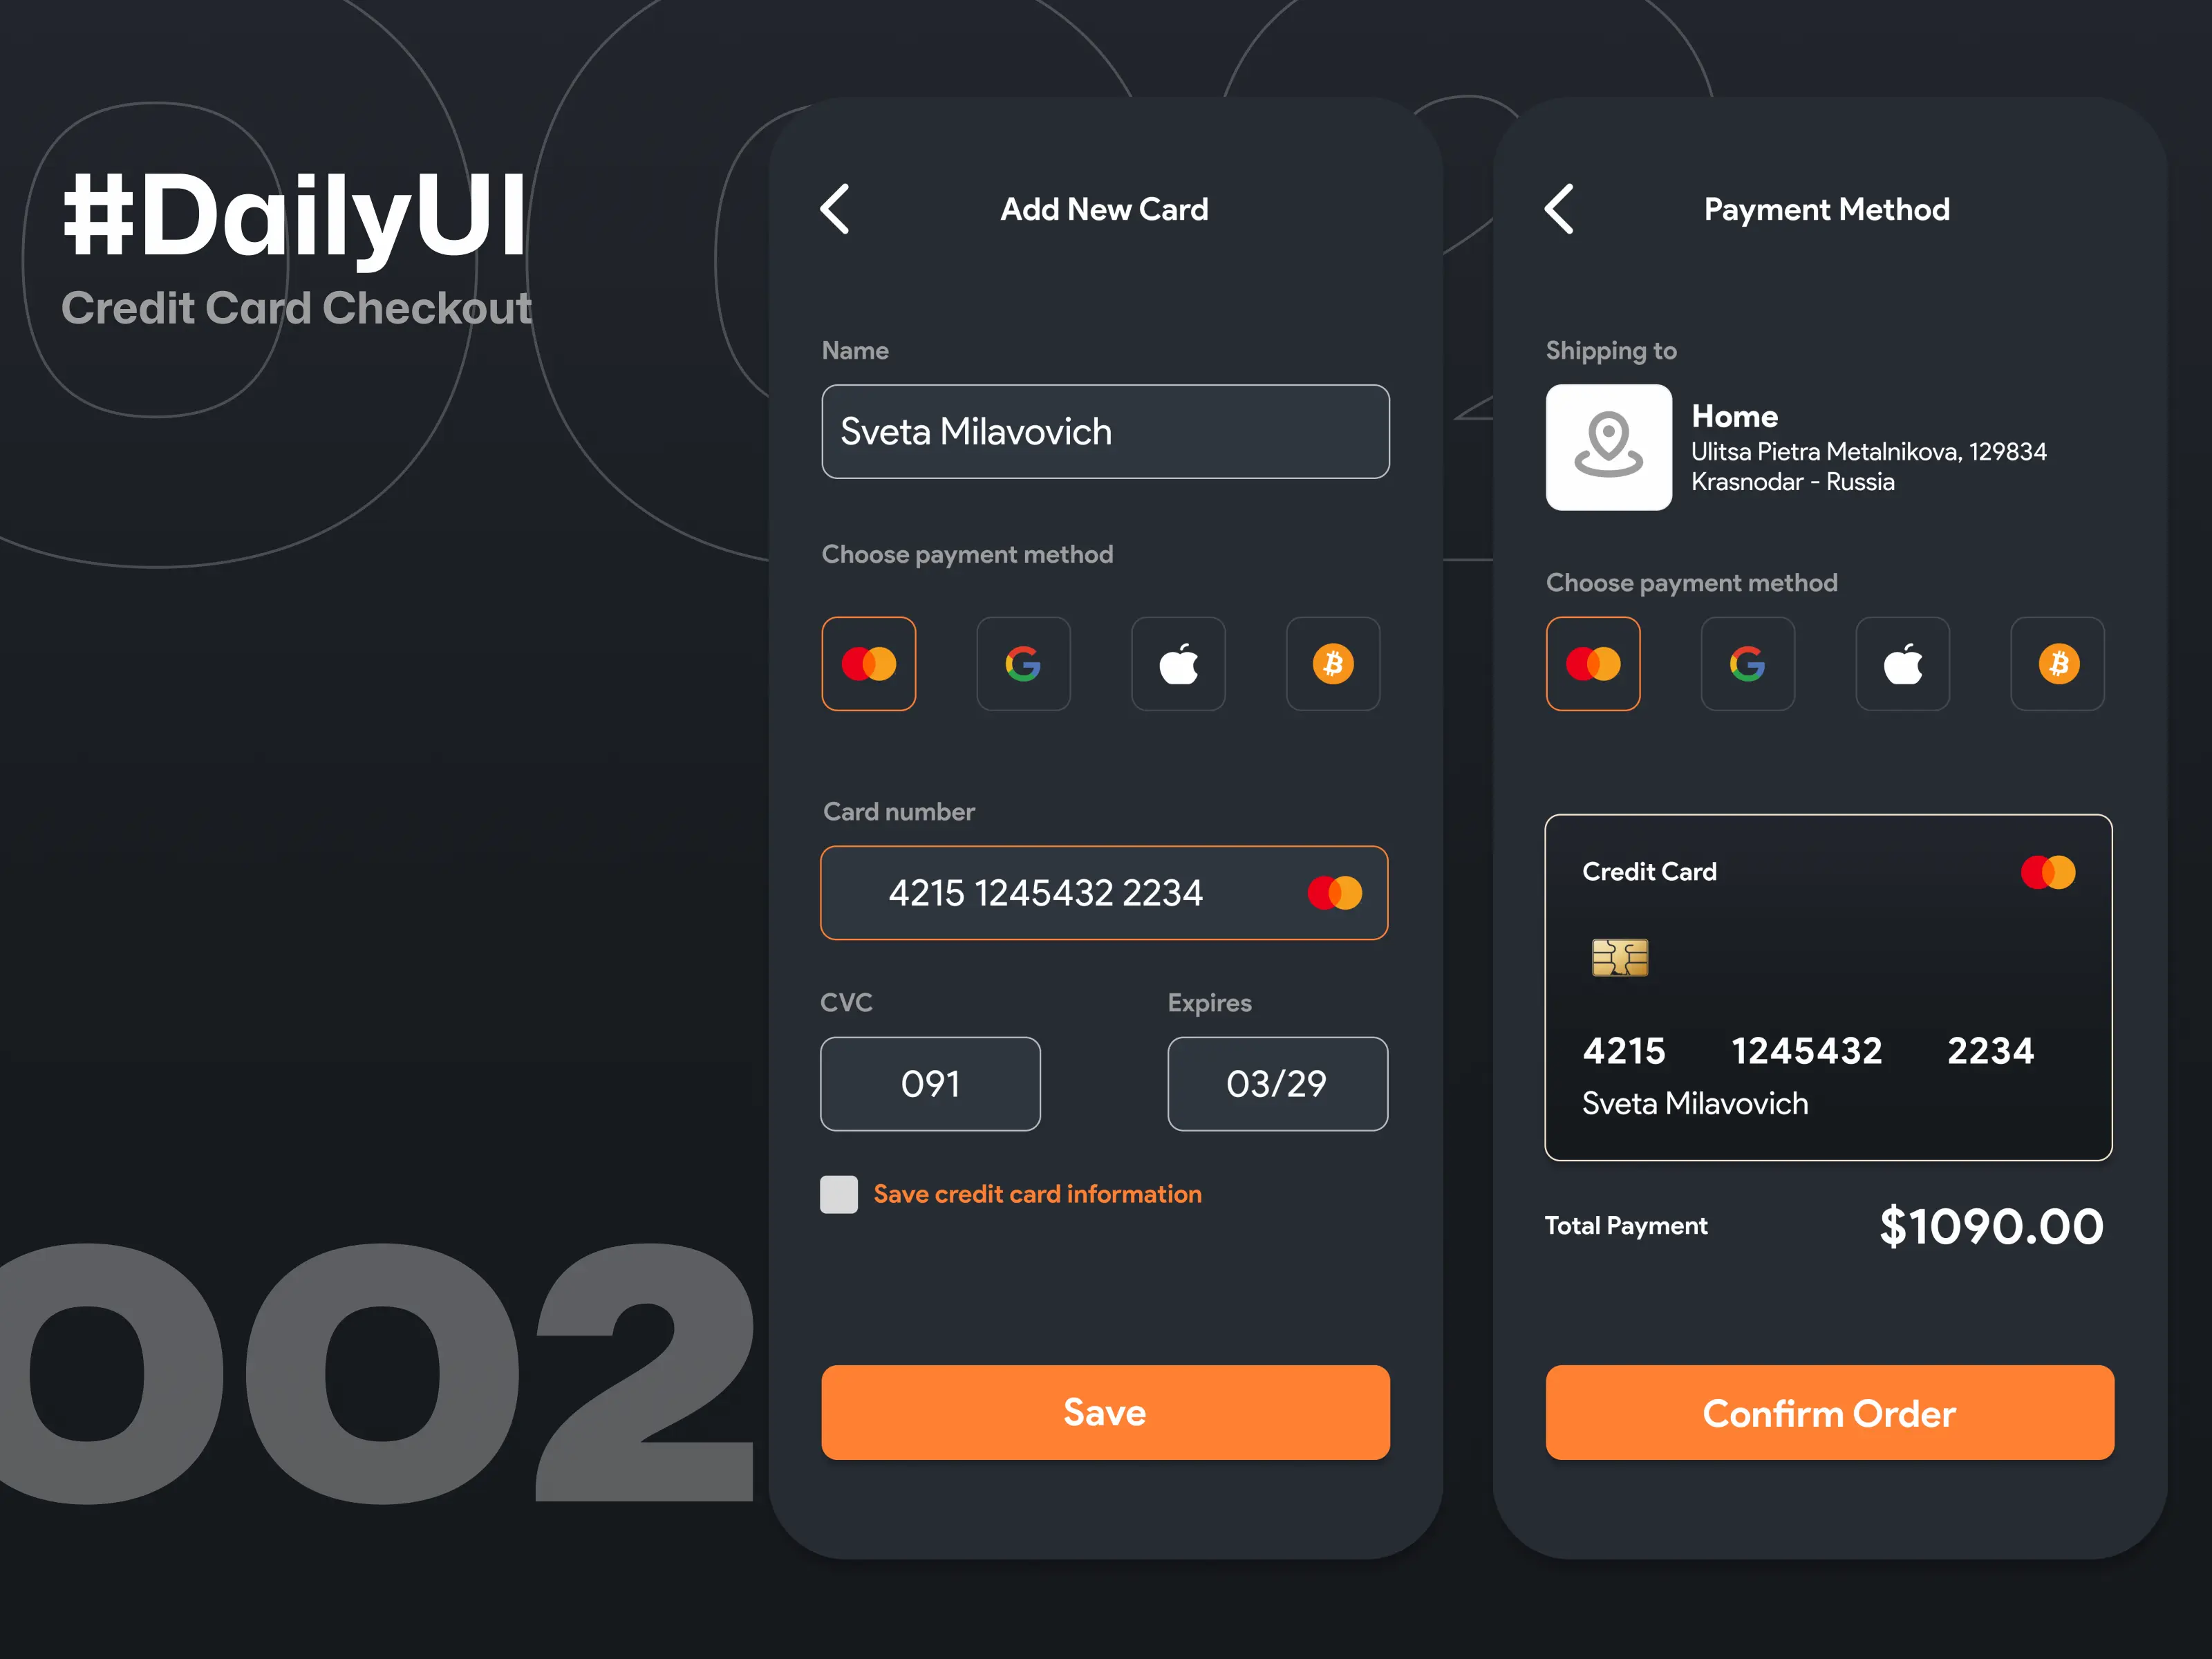 #DailyUI
Credit Card Checkout
002
002
Add New Card
Name
Sveta Milavovich
Choose payment method
Card number
4215 1245432 2234
CVC
Expires
091
03/29
Save credit card information
Save
Payment Method
Shipping to
Home
Ulitsa Pietra Metalnikova, 129834
Krasnodar - Russia
Choose payment method
Credit Card
4215 1245432 2234
Sveta Milavovich
Total Payment
$1090.00
Confirm Order